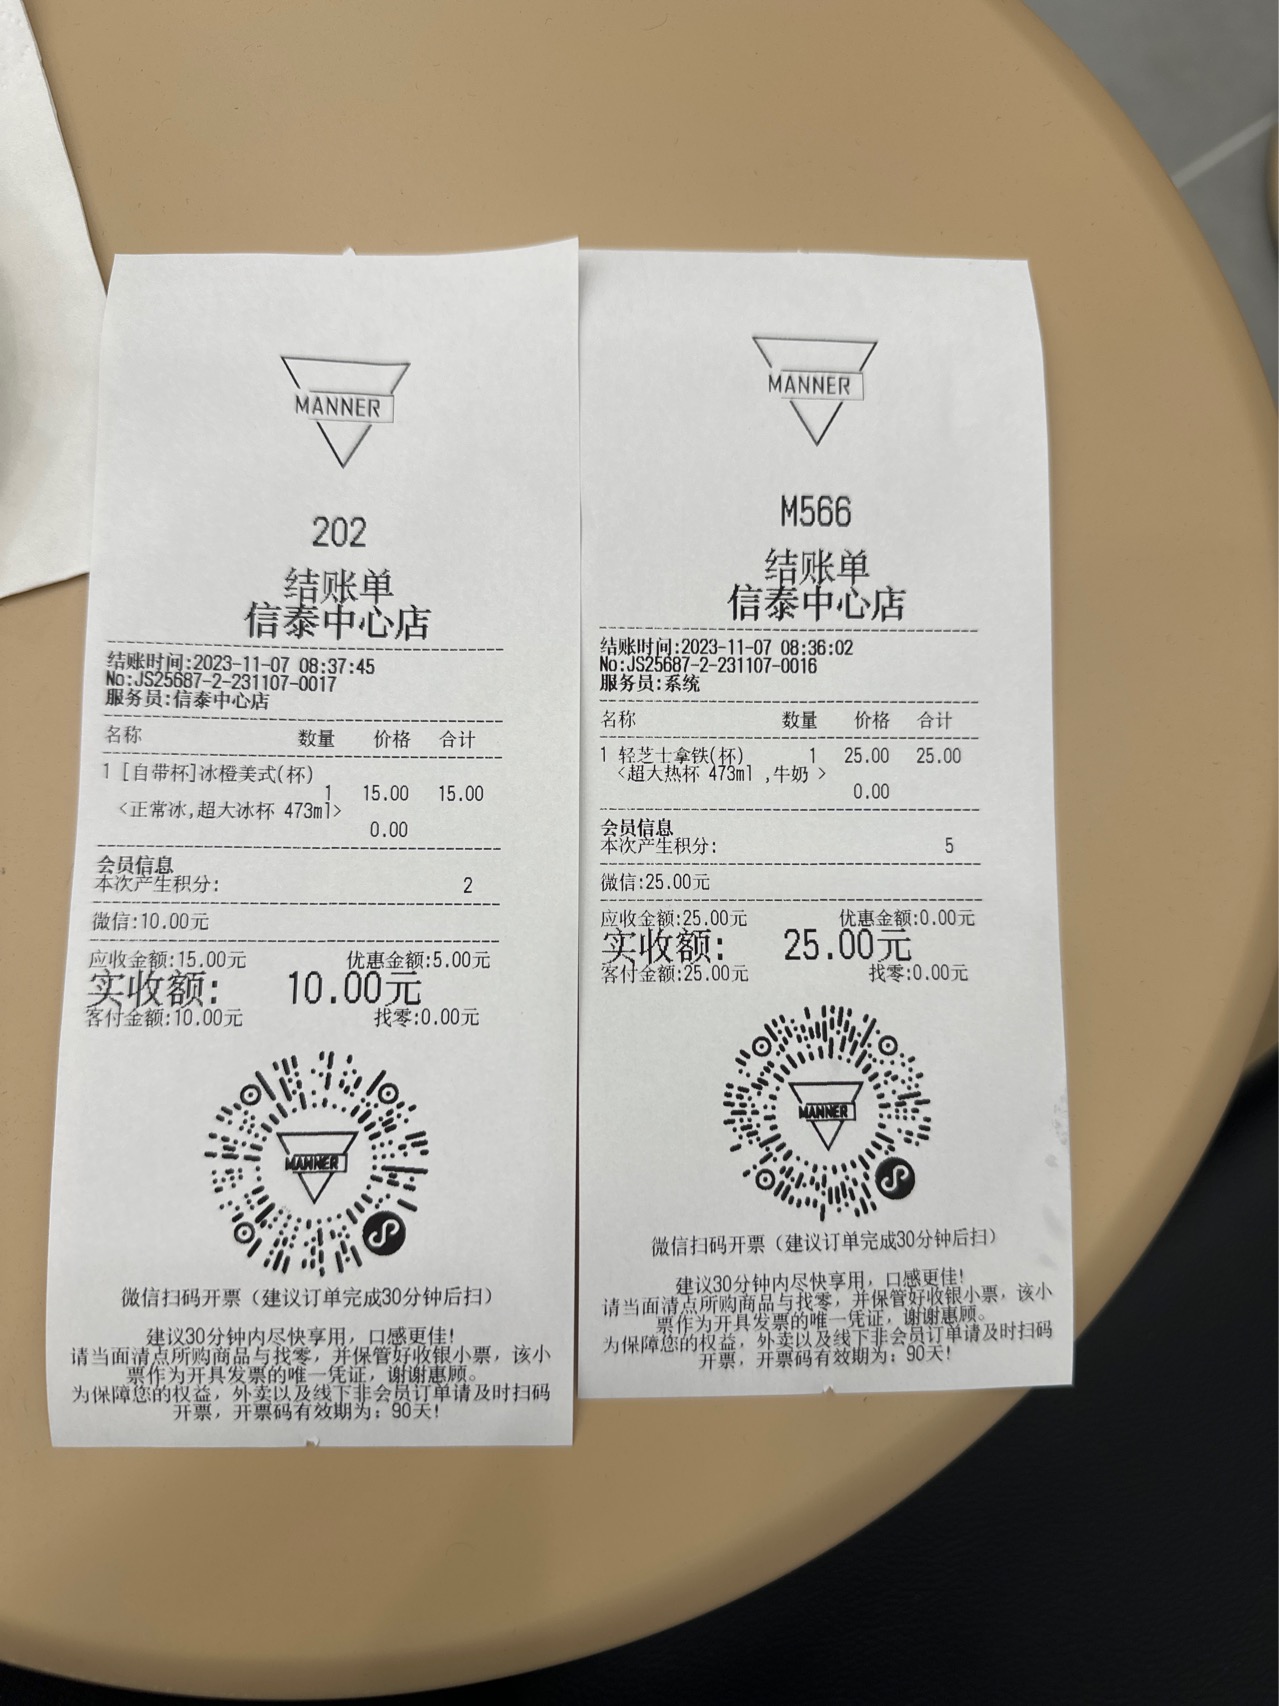 MANNER
202
结账单
信泰中心店
结账时间:2023-11-07 08:37:45
No:JS25687-2-231107-0017
服务员:信泰中心店
名称 数量 价格 合计
1 [自带杯]冰橙美式(杯)
1 15.00 15.00
<正常冰,超大冰杯 473ml>
0.00
会员信息
本次产生积分: 2
微信:10.00元
应收金额:15.00元 优惠金额:5.00元
实收额: 10.00元
客付金额:10.00元 找零:0.00元
MANNER
微信扫码开票（建议订单完成30分钟后扫）
建议30分钟内尽快享用，口感更佳！
请当面清点所购商品与找零，并保管好收银小票，该小
票作为开具发票的唯一凭证，谢谢惠顾。
为保障您的权益，外卖以及线下非会员订单请及时扫码
开票，开票码有效期为：90天！
MANNER
M566
结账单
信泰中心店
结账时间:2023-11-07 08:36:02
No:JS25687-2-231107-0016
服务员:系统
名称 数量 价格 合计
1 轻芝士拿铁(杯) 1 25.00 25.00
<超大热杯 473ml ,牛奶 >
0.00
会员信息
本次产生积分: 5
微信:25.00元
应收金额:25.00元 优惠金额:0.00元
实收额: 25.00元
客付金额:25.00元 找零:0.00元
MANNER
微信扫码开票（建议订单完成30分钟后扫）
建议30分钟内尽快享用，口感更佳！
请当面清点所购商品与找零，并保管好收银小票，该小
票作为开具发票的唯一凭证，谢谢惠顾。
为保障您的权益，外卖以及线下非会员订单请及时扫码
开票，开票码有效期为：90天！